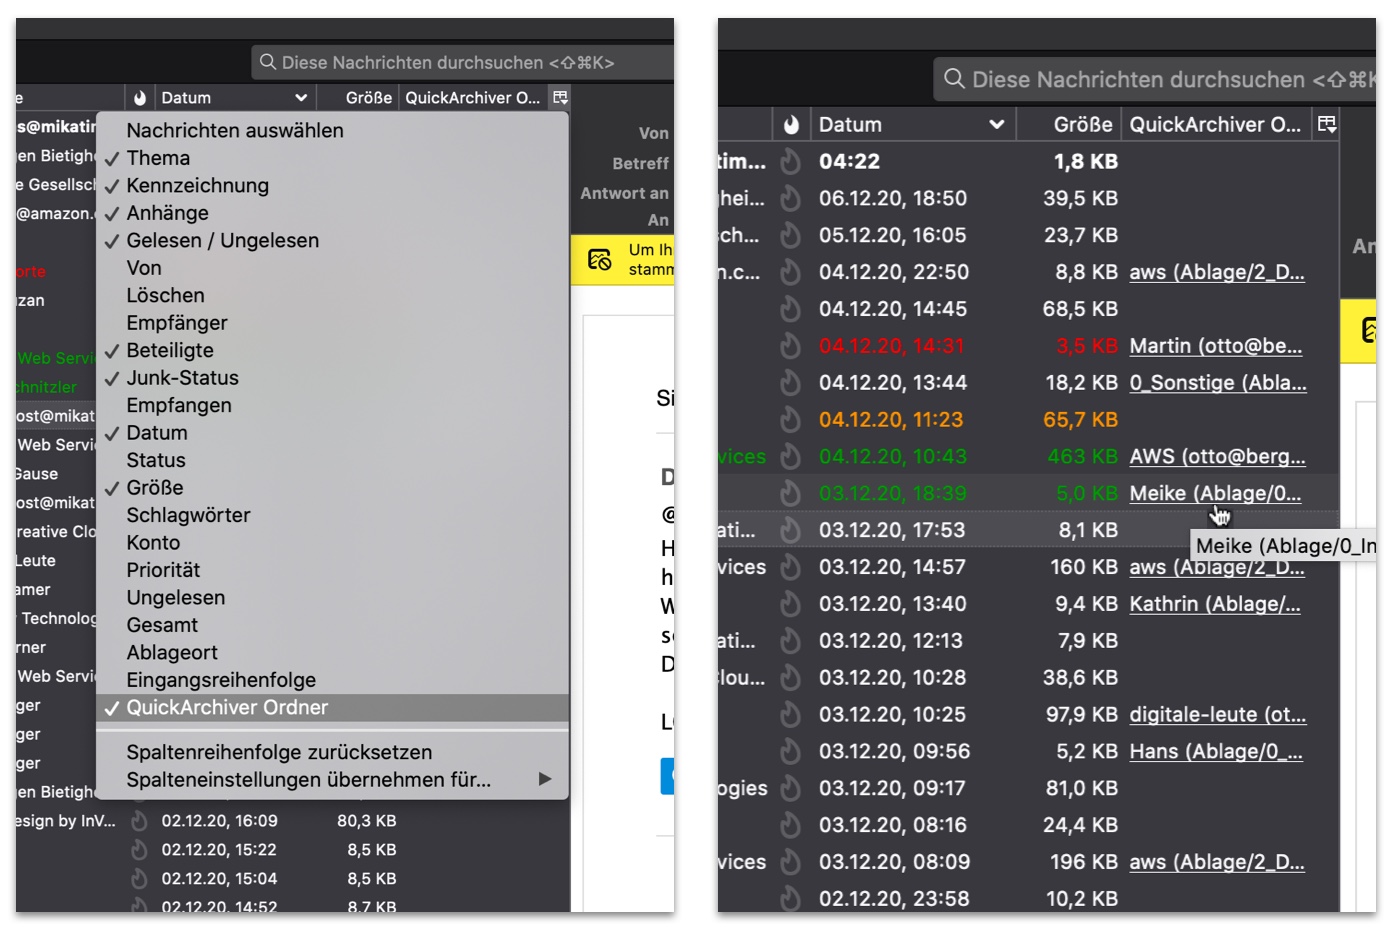 Diese Nachrichten durchsuchen <⇧⌘K>
e Datum Größe QuickArchiver O...
s@mikatin
en Bietighe
e Gesellsch
@amazon.
orte
zan
Web Servi
chnitzler
ost@mikat
Web Servi
Gause
ost@mikat
reative Clo
Leute
amer
Technolog
rner
Web Servi
ger
ger
ger
en Bietighe
Nachrichten auswählen
✓ Thema
✓ Kennzeichnung
✓ Anhänge
✓ Gelesen / Ungelesen
Von
Löschen
Empfänger
✓ Beteiligte
✓ Junk-Status
Empfangen
✓ Datum
Status
✓ Größe
Schlagwörter
Konto
Priorität
Ungelesen
Gesamt
Ablageort
Eingangsreihenfolge
✓ QuickArchiver Ordner
Spaltenreihenfolge zurücksetzen
Spalteneinstellungen übernehmen für...
esign by InV... 02.12.20, 16:09 80,3 KB
02.12.20, 15:22 8,5 KB
02.12.20, 15:04 8,5 KB
02.12.20, 14:52 8,7 KB
Von
Betreff
Antwort an
An
Um Ih
stamm
Si
D
@
H
h
W
s
D
L
Diese Nachrichten durchsuchen <⇧⌘K
Datum Größe QuickArchiver O...
tim... 04:22 1,8 KB
hei... 06.12.20, 18:50 39,5 KB
sch... 05.12.20, 16:05 23,7 KB
n.c... 04.12.20, 22:50 8,8 KB aws (Ablage/2_D...
04.12.20, 14:45 68,5 KB
04.12.20, 14:31 3,5 KB Martin (otto@be...
04.12.20, 13:44 18,2 KB 0_Sonstige (Abla...
04.12.20, 11:23 65,7 KB
vices 04.12.20, 10:43 463 KB AWS (otto@berg...
03.12.20, 18:39 5,0 KB Meike (Ablage/0...
ati... 03.12.20, 17:53 8,1 KB
Meike (Ablage/0_In
vices 03.12.20, 14:57 160 KB aws (Ablage/2_D...
03.12.20, 13:40 9,4 KB Kathrin (Ablage/...
ati... 03.12.20, 12:13 7,9 KB
Clou... 03.12.20, 10:28 38,6 KB
03.12.20, 10:25 97,9 KB digitale-leute (ot...
03.12.20, 09:56 5,2 KB Hans (Ablage/0_...
ogies 03.12.20, 09:17 81,0 KB
03.12.20, 08:16 24,4 KB
vices 03.12.20, 08:09 196 KB aws (Ablage/2_D...
02.12.20, 23:58 10,2 KB
An